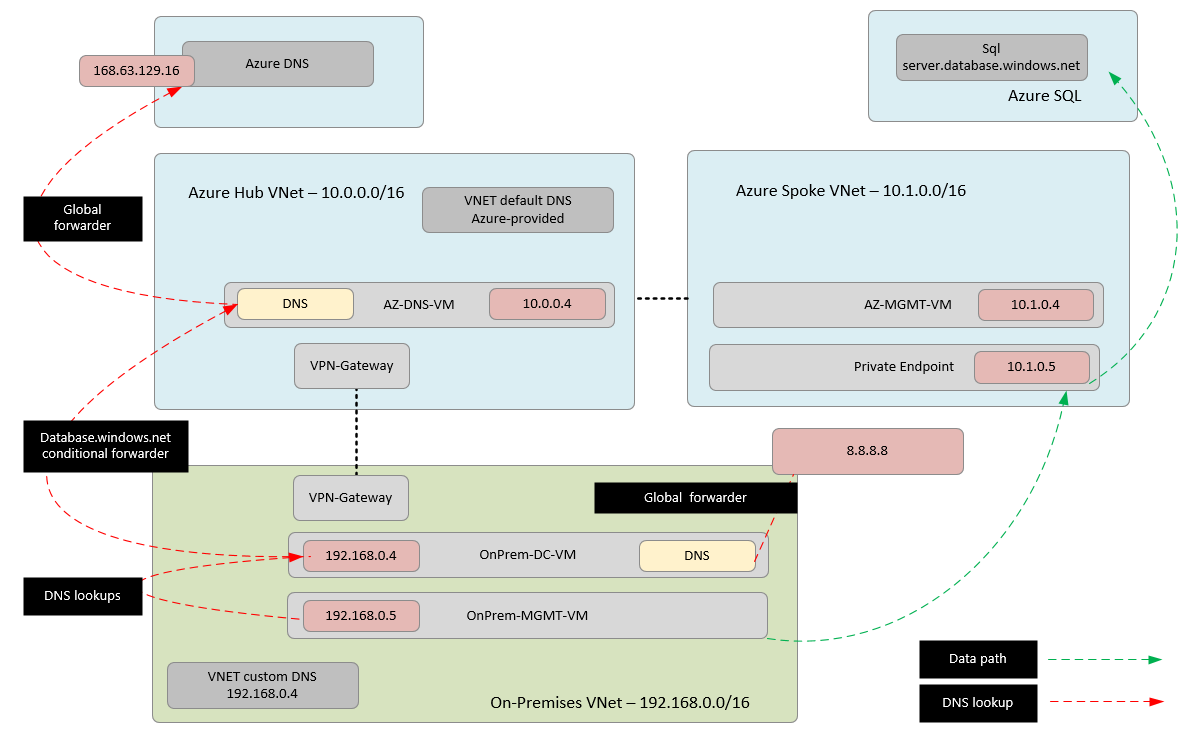 168.63.129.16
Azure DNS
Sql
server.database.windows.net
Azure SQL
Azure Hub VNet – 10.0.0.0/16
VNET default DNS
Azure-provided
Global
forwarder
DNS
AZ-DNS-VM
10.0.0.4
VPN-Gateway
Azure Spoke VNet – 10.1.0.0/16
AZ-MGMT-VM
10.1.0.4
Private Endpoint
10.1.0.5
Database.windows.net
conditional forwarder
8.8.8.8
Global forwarder
VPN-Gateway
192.168.0.4
OnPrem-DC-VM
DNS
DNS lookups
192.168.0.5
OnPrem-MGMT-VM
VNET custom DNS
192.168.0.4
On-Premises VNet – 192.168.0.0/16
Data path
DNS lookup